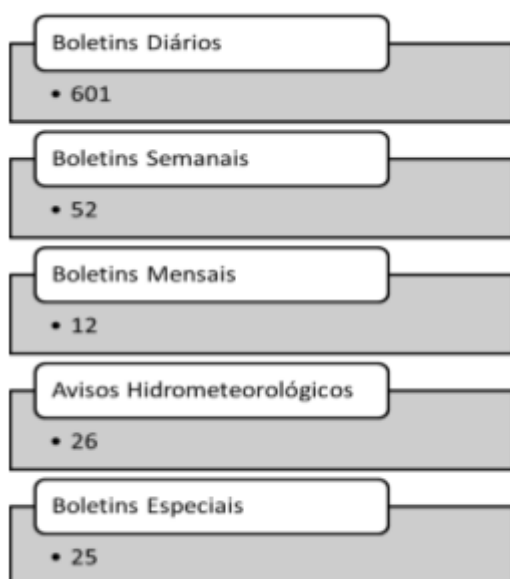 Boletins Diários
• 601
Boletins Semanais
• 52
Boletins Mensais
• 12
Avisos Hidrometeorológicos
• 26
Boletins Especiais
• 25